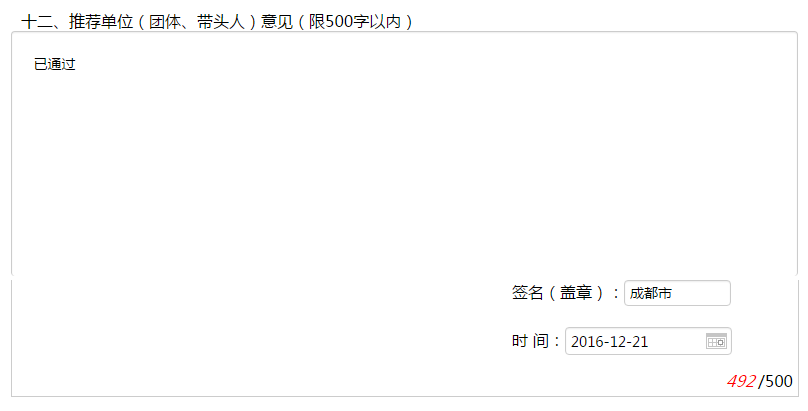 十二、推荐单位（团体、带头人）意见（限500字以内）
已通过
签名（盖章）：成都市
时 间：2016-12-21
492/500